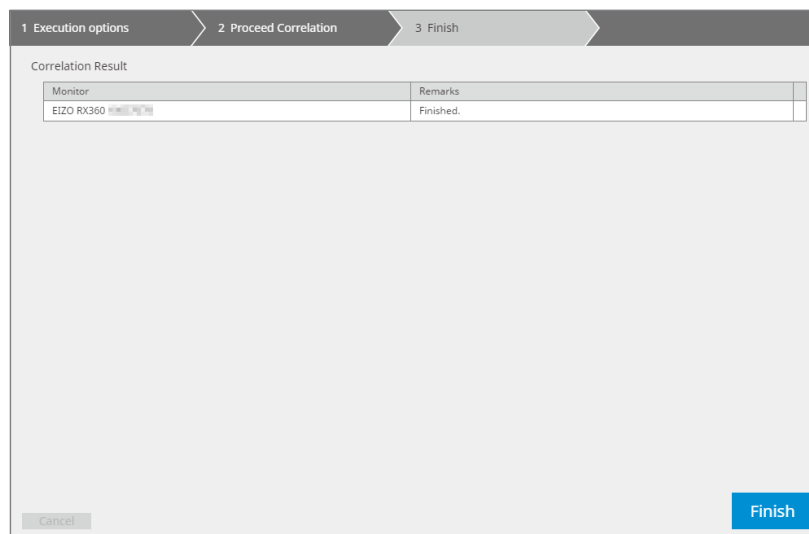 1 Execution options
2 Proceed Correlation
3 Finish
Correlation Result
Monitor Remarks
EIZO RX360 Finished.
Cancel
Finish